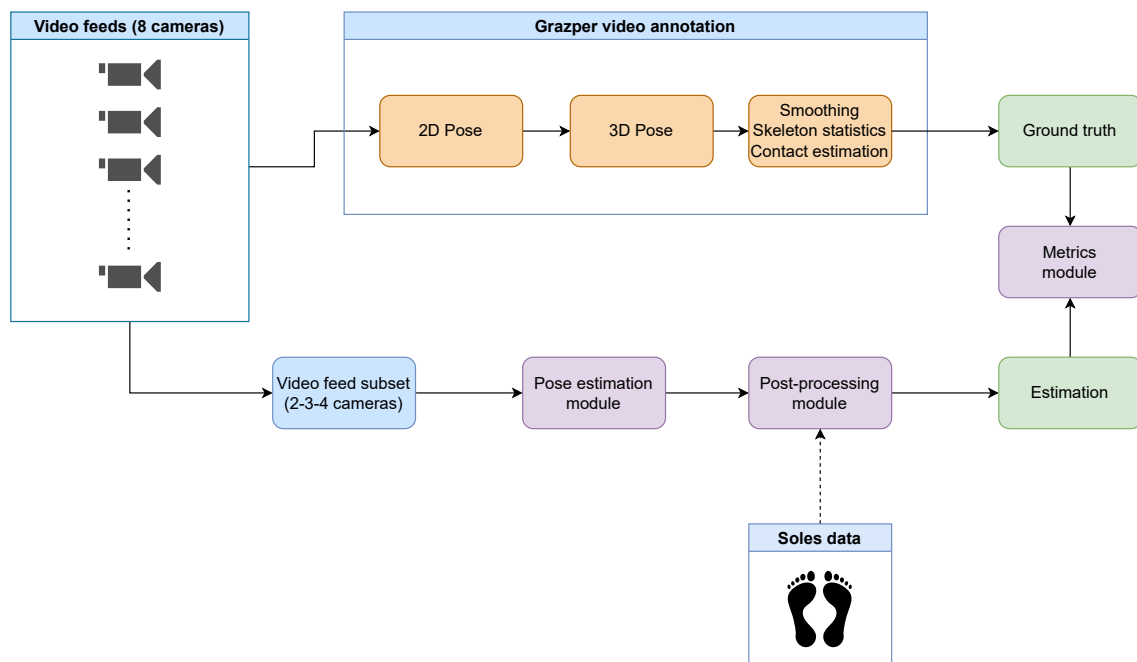 Video feeds (8 cameras)
Grazper video annotation
2D Pose
3D Pose
Smoothing
Skeleton statistics
Contact estimation
Ground truth
Metrics
module
Video feed subset
(2-3-4 cameras)
Pose estimation
module
Post-processing
module
Estimation
Soles data